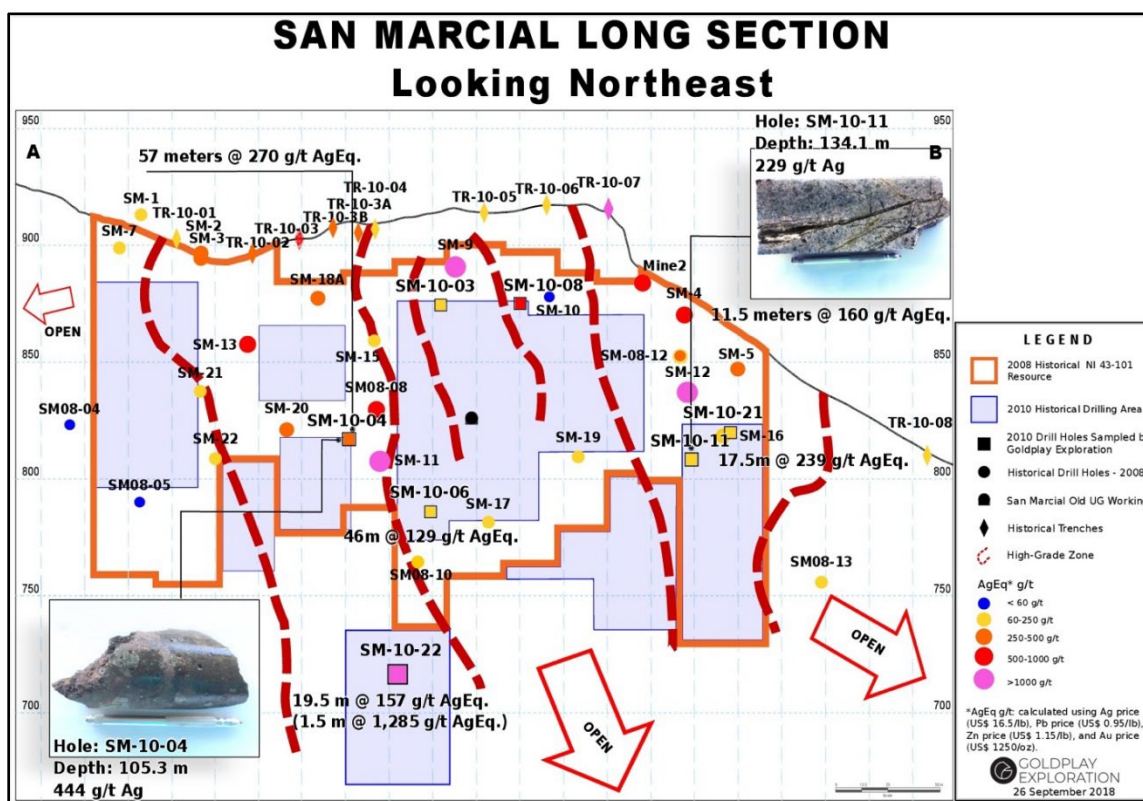 SAN MARCIAL LONG SECTION
Looking Northeast
950
950
A
B
57 meters @ 270 g/t AgEq.
Hole: SM-10-11
Depth: 134.1 m
229 g/t Ag
SM-1
TR-10-01
SM-2
SM-3
SM-7
TR-10-02
TR-10-03
TR-10-3B
TR-10-3A
TR-10-04
TR-10-05
TR-10-06
TR-10-07
900
900
SM-9
SM-18A
SM-10-03
SM-10-08
SM-10
Mine2
SM-4
11.5 meters @ 160 g/t AgEq.
OPEN
SM-13
SM-15
SM-08-12
SM-5
850
850
SM-21
SM08-08
SM-12
SM08-04
SM-20
SM-10-04
SM-10-21
SM-16
TR-10-08
SM-22
SM-11
SM-19
SM-10-11
17.5m @ 239 g/t AgEq.
800
800
SM08-05
SM-10-06
SM-17
46m @ 129 g/t AgEq.
SM08-10
SM08-13
750
750
OPEN
SM-10-22
19.5 m @ 157 g/t AgEq.
(1.5 m @ 1,285 g/t AgEq.)
OPEN
700
700
Hole: SM-10-04
Depth: 105.3 m
444 g/t Ag
LEGEND
2008 Historical NI 43-101
Resource
2010 Historical Drilling Area
2010 Drill Holes Sampled b
Goldplay Exploration
Historical Drill Holes - 2008
San Marcial Old UG Working
Historical Trenches
High-Grade Zone
AgEq* g/t
< 60 g/t
60-250 g/t
250-500 g/t
500-1000 g/t
>1000 g/t
*AgEq g/t: calculated using Ag price
(US$ 16.5/lb), Pb price (US$ 0.95/lb),
Zn price (US$ 1.15/lb), and Au price
(US$ 1250/oz).
GOLDPLAY
EXPLORATION
26 September 2018